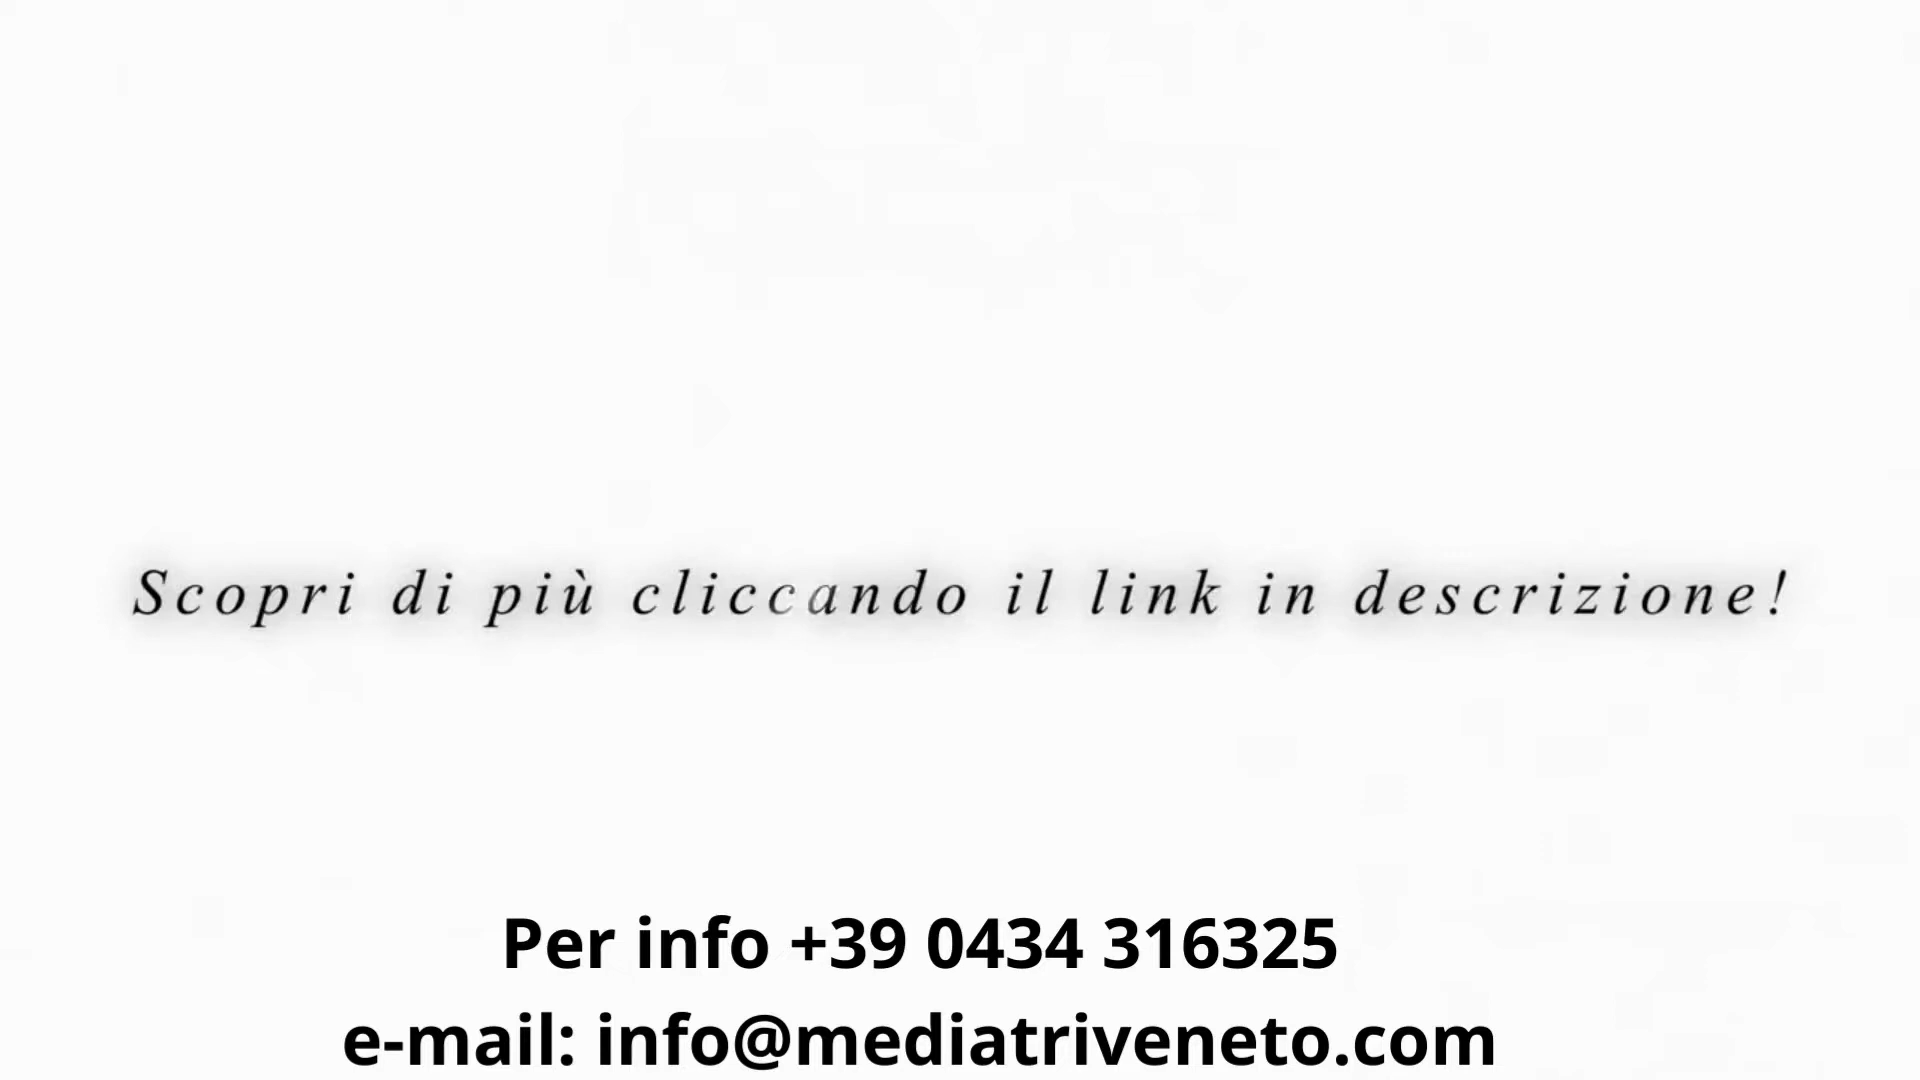 Scopri di più cliccando il link in descrizione!
Per info +39 0434 316325
e-mail: info@mediatriveneto.com